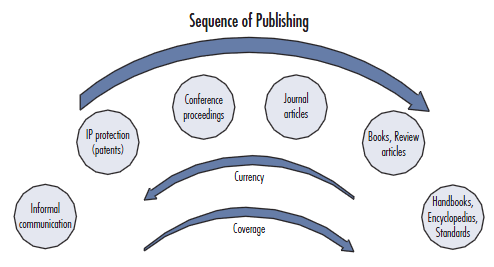 Sequence of Publishing
Conference
proceedings
Journal
articles
IP protection
(patents)
Books, Review
articles
Currency
Informal
communication
Handbooks,
Encyclopedias,
Standards
Coverage